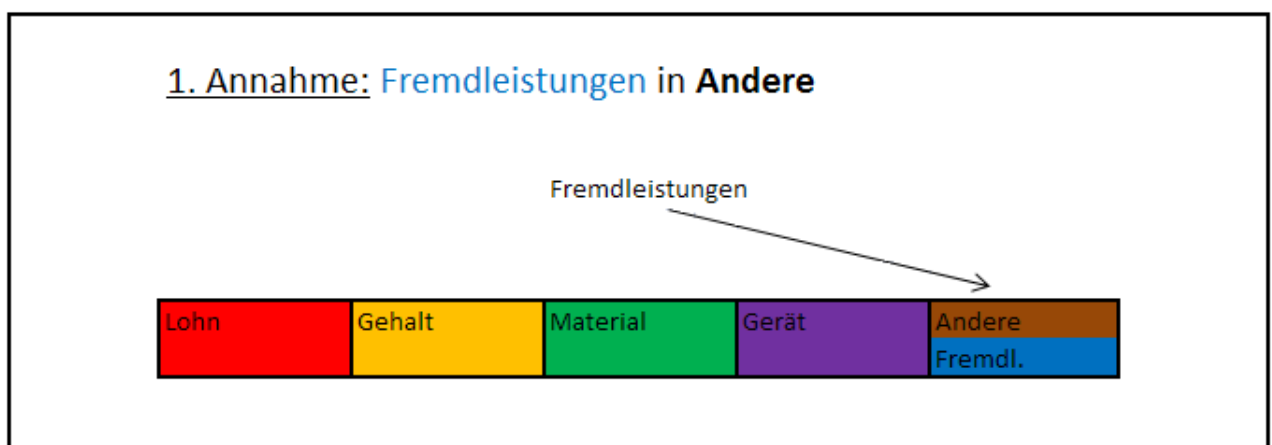 1. Annahme: Fremdleistungen in Andere
Fremdleistungen
Lohn Gehalt Material Gerät Andere
Fremdl.